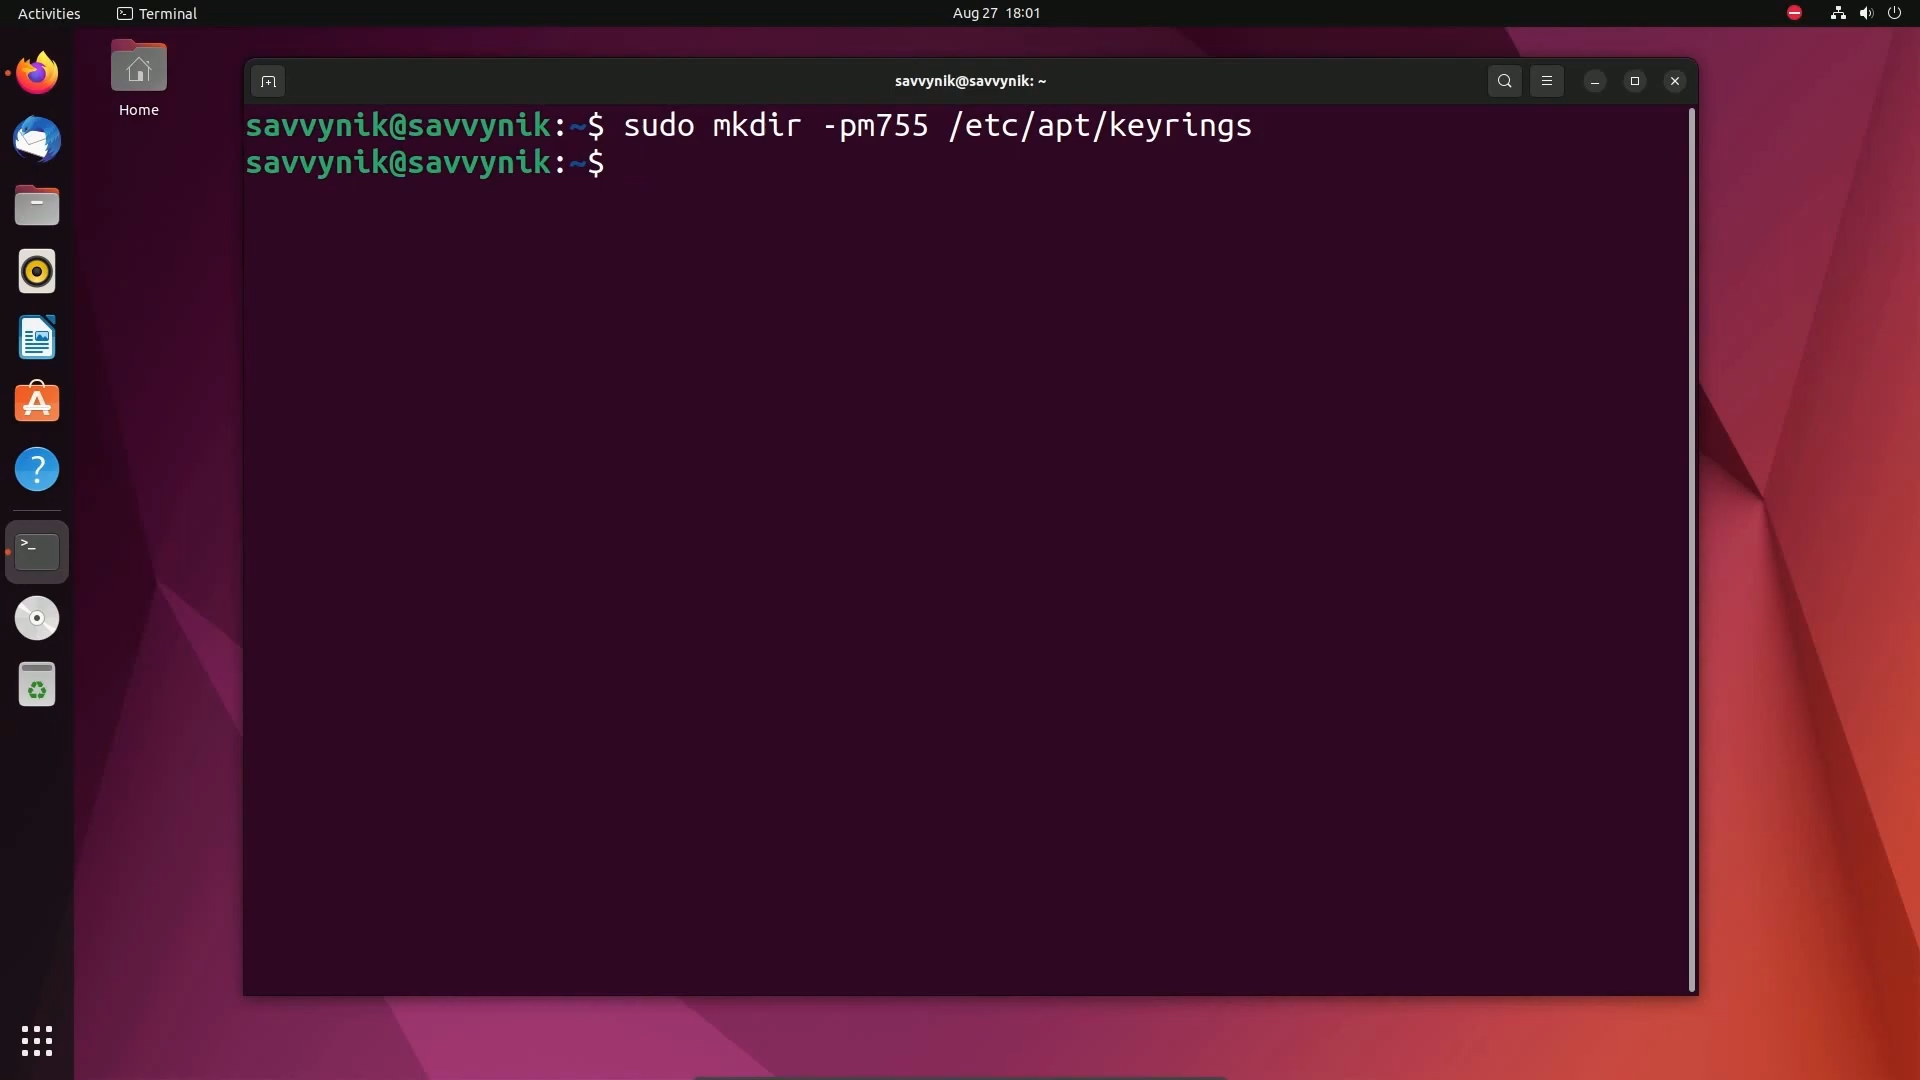 Activities Terminal Aug 27 18:01
Home
savvynik@savvynik: ~
savvynik@savvynik:~$ sudo mkdir -pm755 /etc/apt/keyrings
savvynik@savvynik:~$